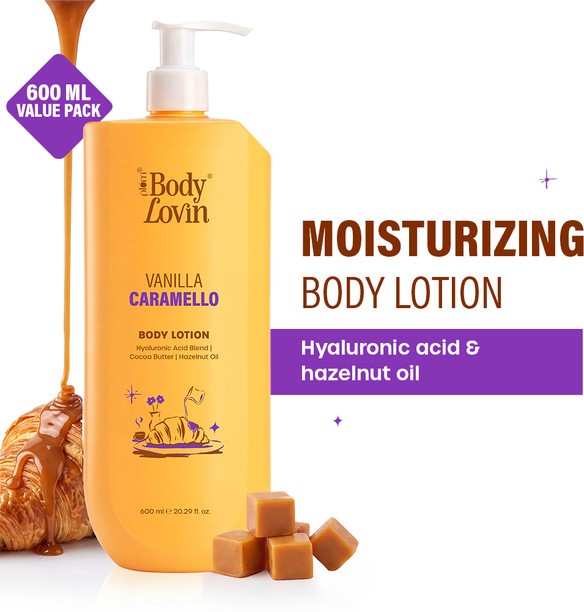 600 ML
VALUE PACK
plum®
Body®
Lovin'
VANILLA
CARAMELLO
BODY LOTION
Hyaluronic Acid Blend |
Cocoa Butter | Hazelnut Oil
600 ml ℮ 20.29 fl. oz.
MOISTURIZING
BODY LOTION
Hyaluronic acid &
hazelnut oil